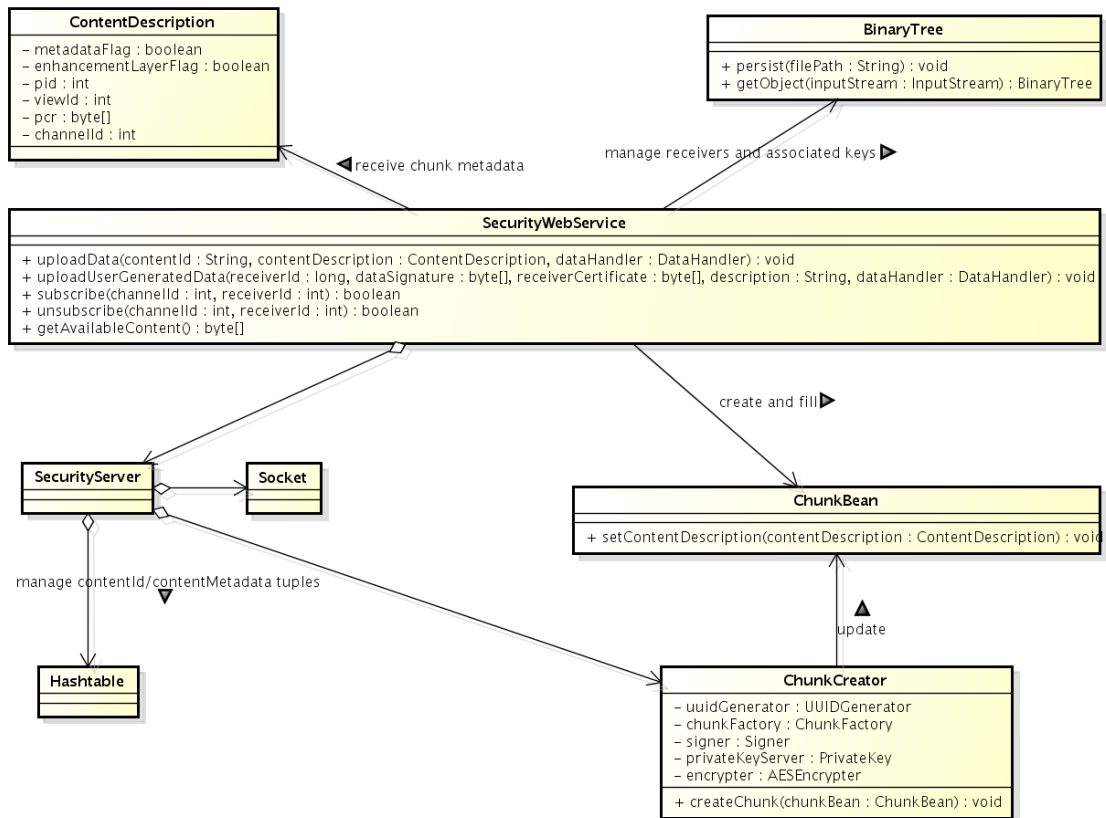 ContentDescription
– metadataFlag : boolean
– enhancementLayerFlag : boolean
– pid : int
– viewId : int
– pcr : byte[]
– channelId : int
BinaryTree
+ persist(filePath : String) : void
+ getObject(inputStream : InputStream) : BinaryTree
receive chunk metadata
manage receivers and associated keys
SecurityWebService
+ uploadData(contentId : String, contentDescription : ContentDescription, dataHandler : DataHandler) : void
+ uploadUserGeneratedData(receiverId : long, dataSignature : byte[], receiverCertificate : byte[], description : String, dataHandler : DataHandler) : void
+ subscribe(channelId : int, receiverId : int) : boolean
+ unsubscribe(channelId : int, receiverId : int) : boolean
+ getAvailableContent() : byte[]
create and fill
SecurityServer
Socket
ChunkBean
+ setContentDescription(contentDescription : ContentDescription) : void
manage contentId/contentMetadata tuples
update
Hashtable
ChunkCreator
– uuidGenerator : UUIDGenerator
– chunkFactory : ChunkFactory
– signer : Signer
– privateKeyServer : PrivateKey
– encrypter : AESEncrypter
+ createChunk(chunkBean : ChunkBean) : void